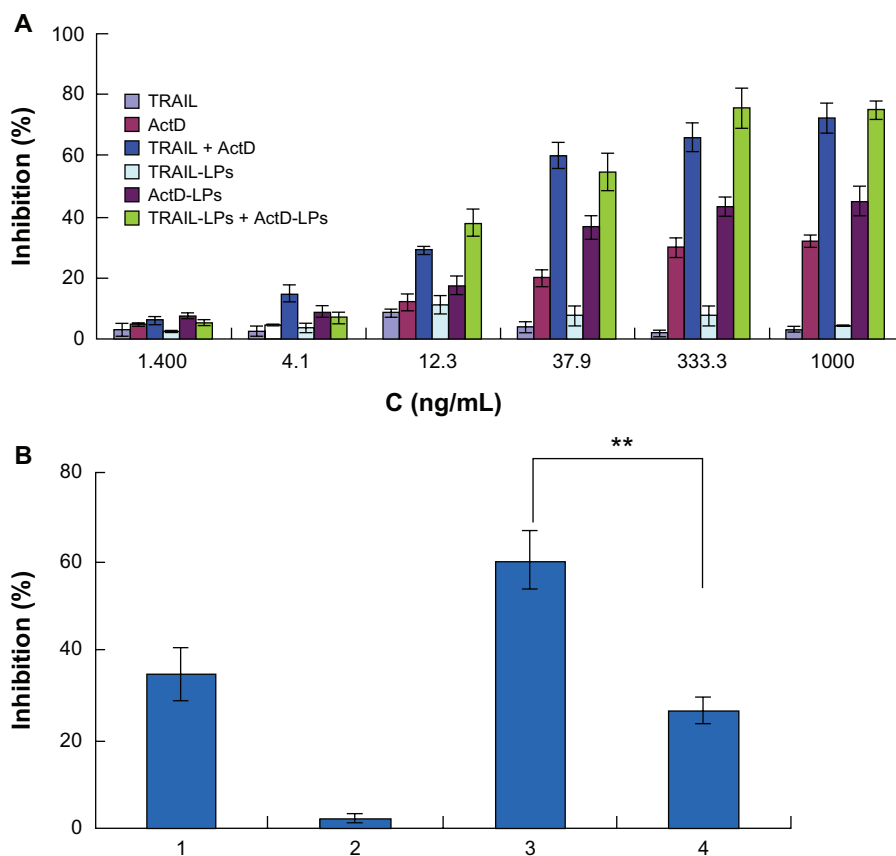 A
100
80
60
40
20
0
Inhibition (%)
TRAIL
ActD
TRAIL + ActD
TRAIL-LPs
ActD-LPs
TRAIL-LPs + ActD-LPs
1.400 4.1 12.3 37.9 333.3 1000
C (ng/mL)
B
80
60
40
20
0
Inhibition (%)
**
1 2 3 4